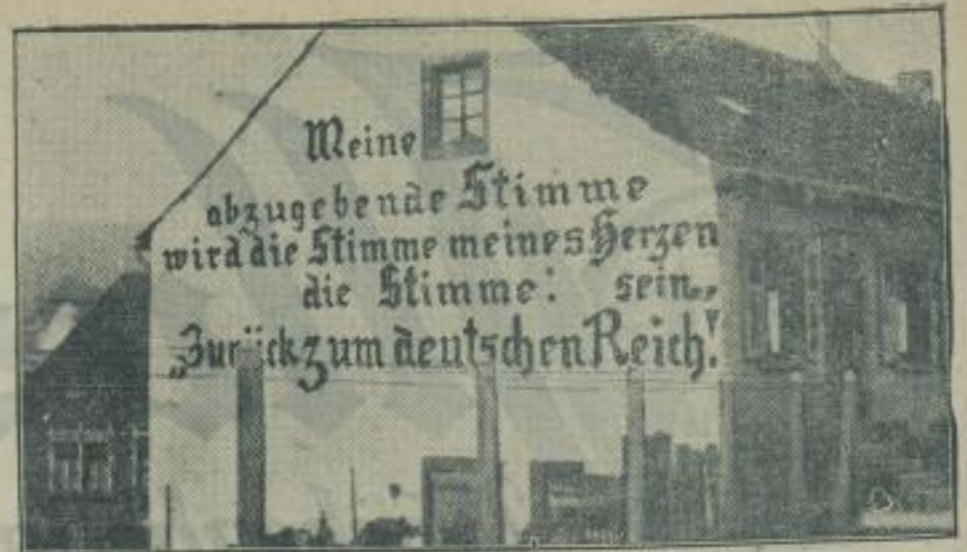 Meine
abzugebende Stimme
wird die Stimme meines Herzen
die Stimme: sein„
„Zurück zum deutschen Reich“!